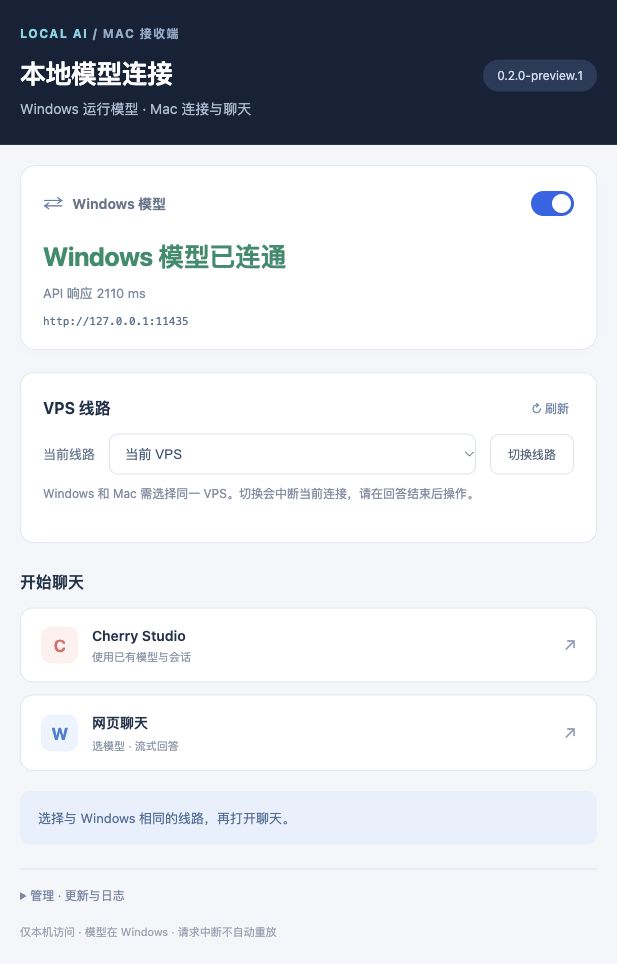 LOCAL AI / MAC 接收端
本地模型连接
0.2.0-preview.1
Windows 运行模型 · Mac 连接与聊天
Windows 模型
Windows 模型已连通
API 响应 2110 ms
http://127.0.0.1:11435
VPS 线路
刷新
当前线路
当前 VPS
切换线路
Windows 和 Mac 需选择同一 VPS。切换会中断当前连接，请在回答结束后操作。
开始聊天
C
Cherry Studio
使用已有模型与会话
W
网页聊天
选模型 · 流式回答
选择与 Windows 相同的线路，再打开聊天。
管理 · 更新与日志
仅本机访问 · 模型在 Windows · 请求中断不自动重放